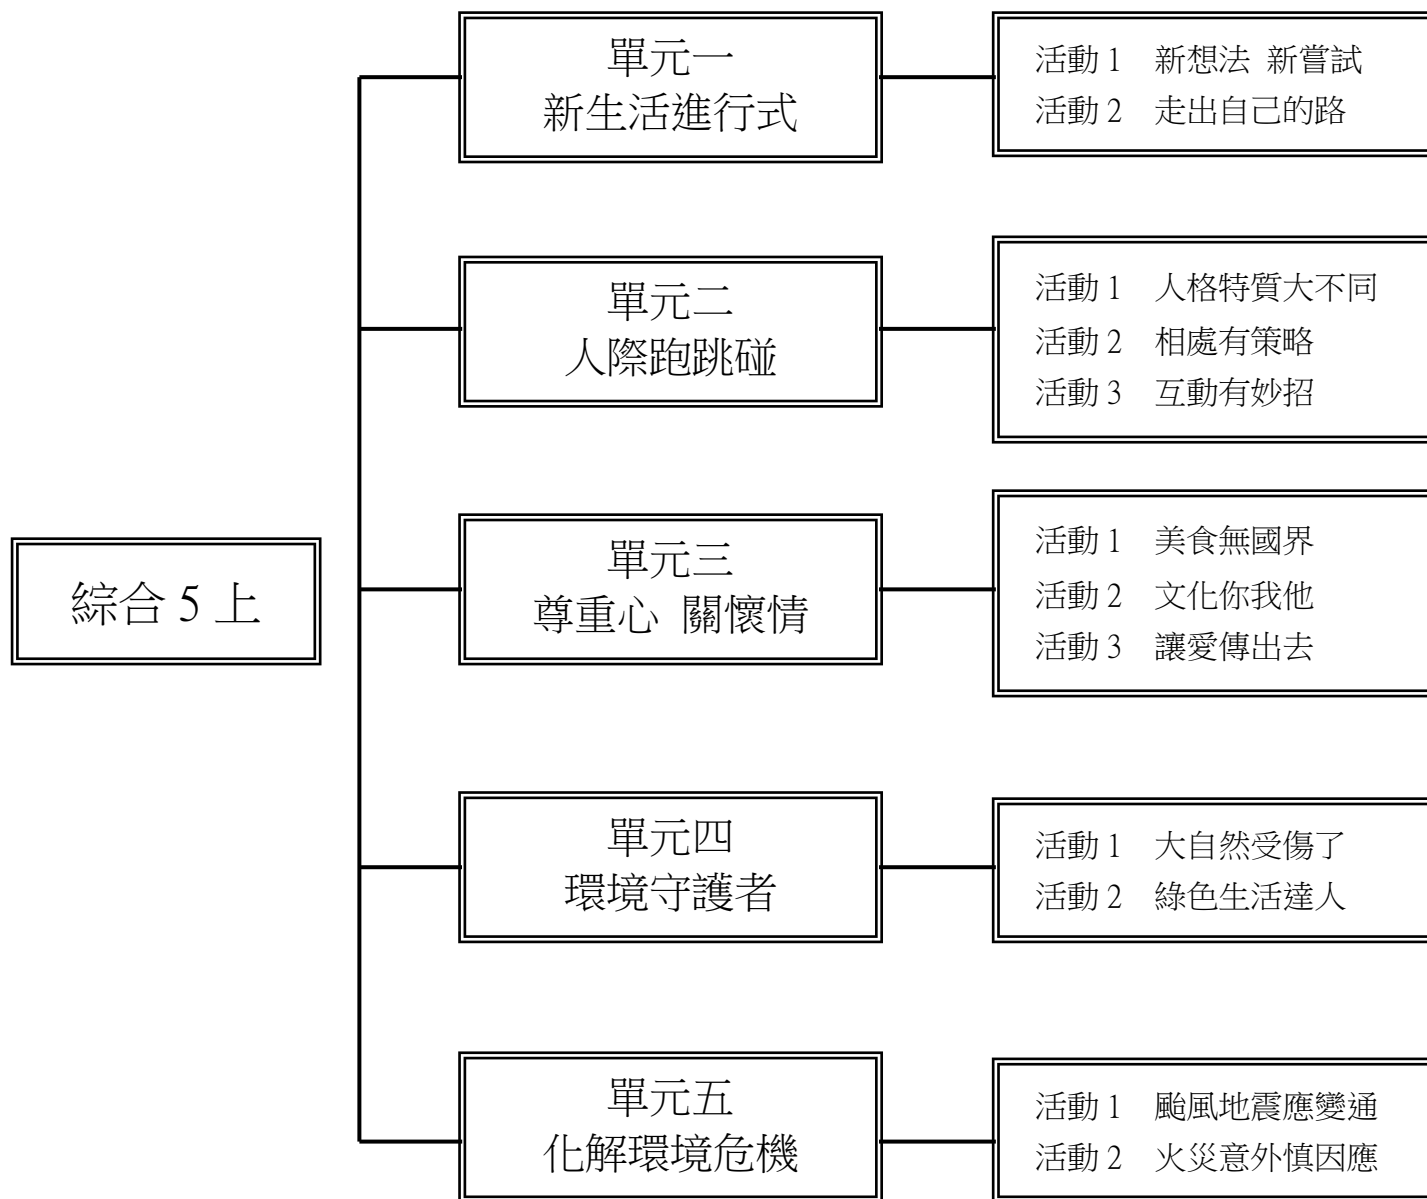 綜合 5 上
單元一
新生活進行式
活動 1 新想法 新嘗試
活動 2 走出自己的路
單元二
人際跑跳碰
活動 1 人格特質大不同
活動 2 相處有策略
活動 3 互動有妙招
單元三
尊重心 關懷情
活動 1 美食無國界
活動 2 文化你我他
活動 3 讓愛傳出去
單元四
環境守護者
活動 1 大自然受傷了
活動 2 綠色生活達人
單元五
化解環境危機
活動 1 颱風地震應變通
活動 2 火災意外慎因應